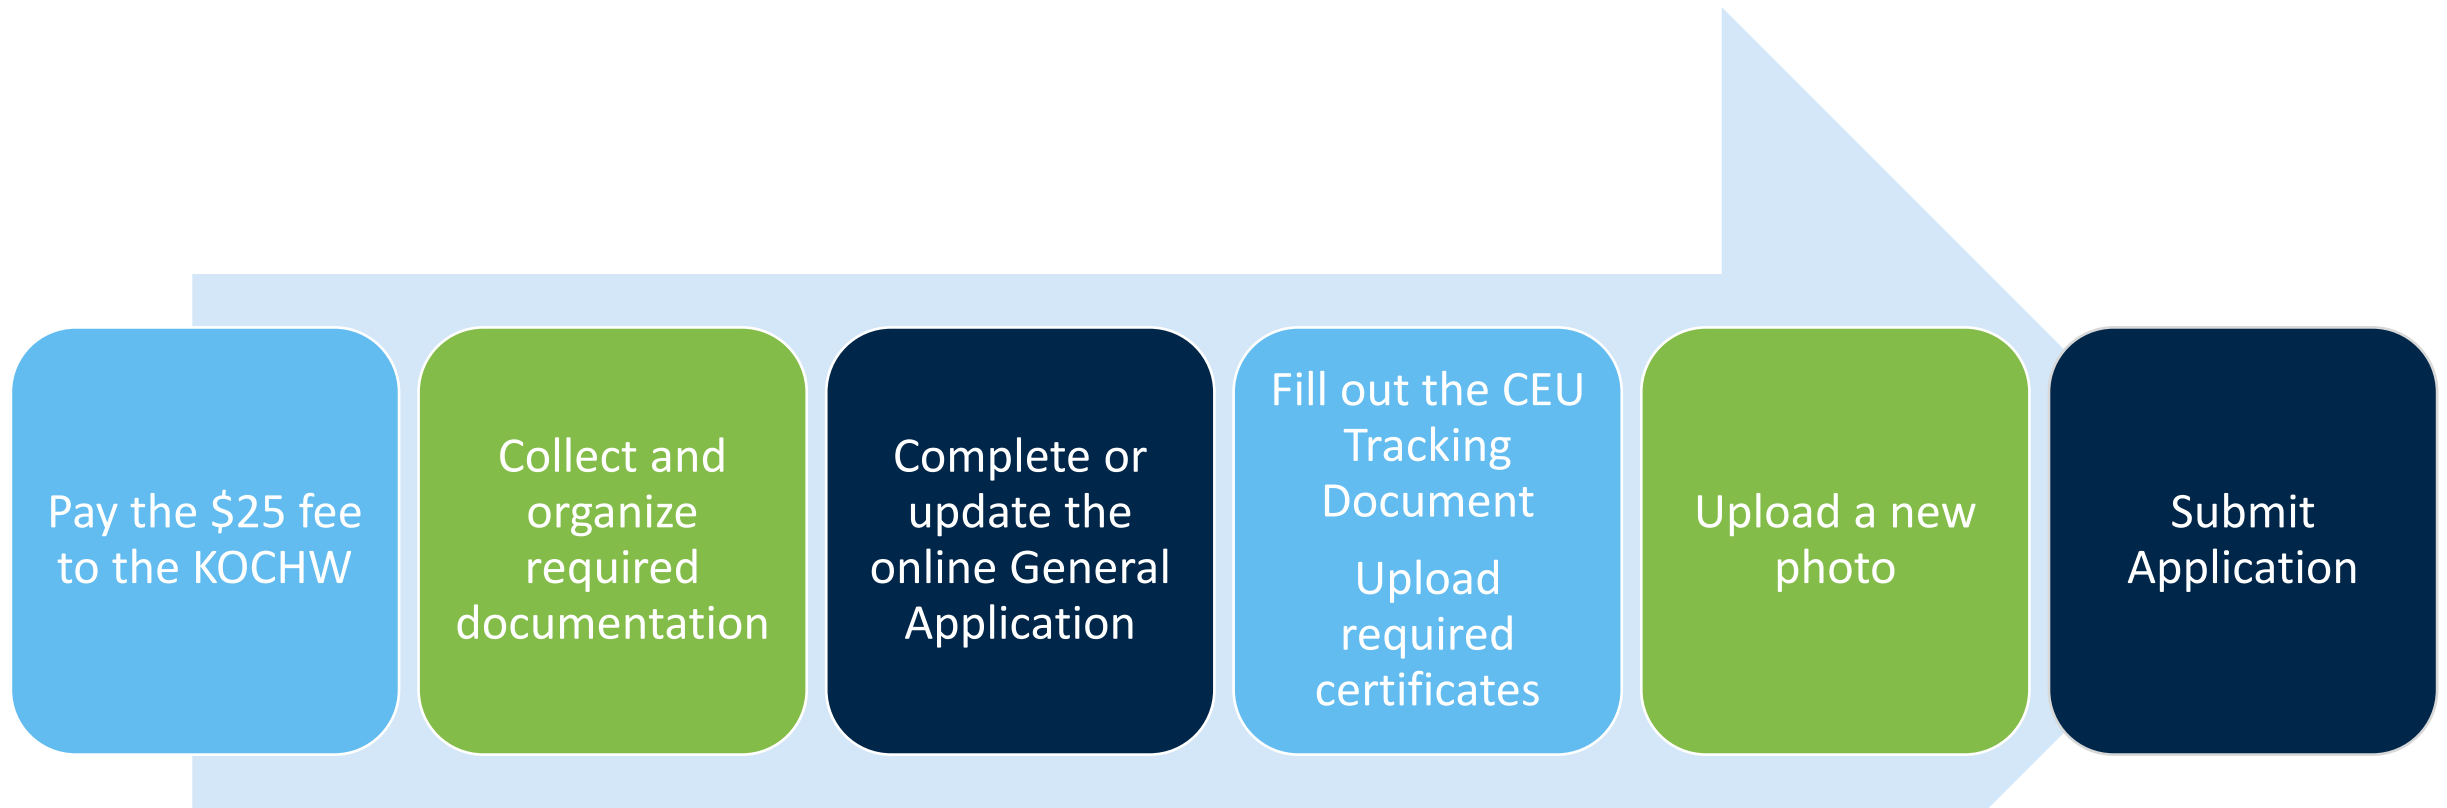 Pay the $25 fee
to the KOCHW
Collect and
organize
required
documentation
Complete or
update the
online General
Application
Fill out the CEU
Tracking
Document
Upload
required
certificates
Upload a new
photo
Submit
Application